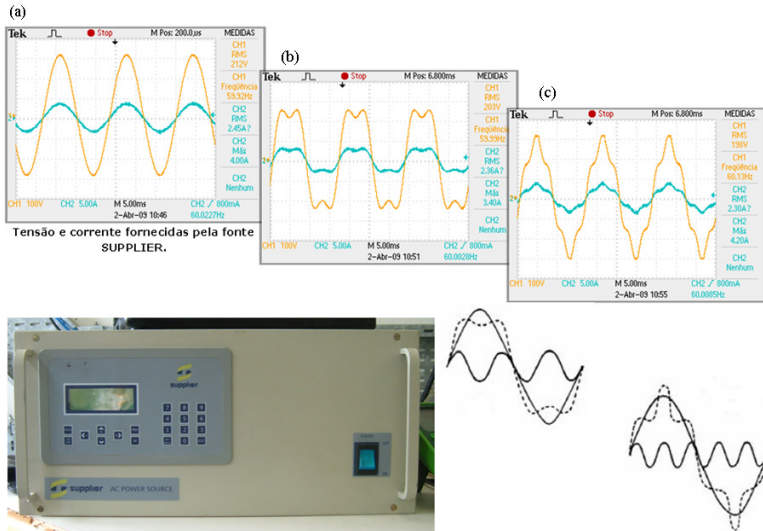 (a)
Tek
Stop
M Pos: 200.0,us
MEDIDAS
CH1
RMS
212V
CH1
Freqüência
59.92Hz
CH2
RMS
2.45A?
CH2
Máx
4.00A
CH2
Nenhum
CH1 100V
CH2 5.00A
M 5.00ms
CH2 / 800mA
2-Abr-09 10:46
60.0227Hz
Tensão e corrente fornecidas pela fonte
SUPPLIER.
(b)
Tek
Stop
M Pos: 6.800ms
MEDIDAS
CH1
RMS
203V
CH1
Freqüência
59.99Hz
CH2
RMS
2.36A?
CH2
Máx
3.40A
CH2
Nenhum
CH1 100V
CH2 5.00A
M 5.00ms
CH2 / 800mA
2-Abr-09 10:51
60.0028Hz
(c)
Tek
Stop
M Pos: 6.800ms
MEDIDAS
CH1
RMS
198V
CH1
Freqüência
60.13Hz
CH2
RMS
2.30A?
CH2
Máx
4.20A
CH2
Nenhum
CH1 100V
CH2 5.00A
M 5.00ms
CH2 / 800mA
2-Abr-09 10:55
60.0085Hz
supplier
supplier AC POWER SOURCE